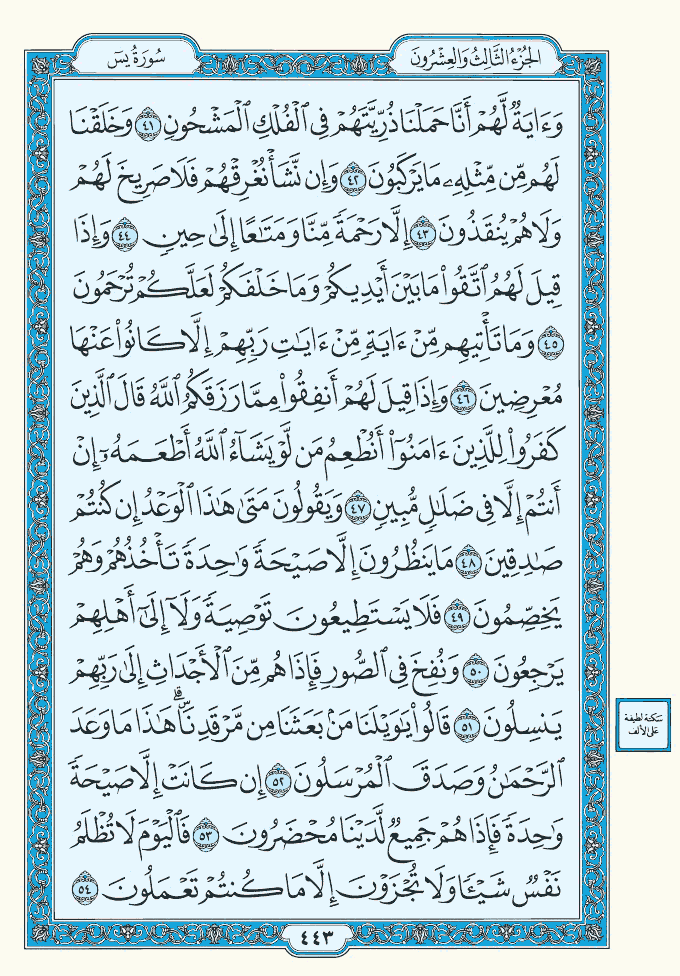 الجزء الثالث والعشرون
سورة يس
وَءَايَةٌ لَّهُمْ أَنَّا حَمَلْنَا ذُرِّيَّتَهُمْ فِي ٱلْفُلْكِ ٱلْمَشْحُونِ ٤١ وَخَلَقْنَا
لَهُم مِّن مِّثْلِهِۦ مَا يَرْكَبُونَ ٤٢ وَإِن نَّشَأْ نُغْرِقْهُمْ فَلَا صَرِيخَ لَهُمْ
وَلَا هُمْ يُنقَذُونَ ٤٣ إِلَّا رَحْمَةً مِّنَّا وَمَتَٰعًا إِلَىٰ حِينٍ ٤٤ وَإِذَا
قِيلَ لَهُمُ ٱتَّقُوا۟ مَا بَيْنَ أَيْدِيكُمْ وَمَا خَلْفَكُمْ لَعَلَّكُمْ تُرْحَمُونَ
٤٥ وَمَا تَأْتِيهِم مِّنْ ءَايَةٍ مِّنْ ءَايَٰتِ رَبِّهِمْ إِلَّا كَانُوا۟ عَنْهَا
مُعْرِضِينَ ٤٦ وَإِذَا قِيلَ لَهُمْ أَنفِقُوا۟ مِمَّا رَزَقَكُمُ ٱللَّهُ قَالَ ٱلَّذِينَ
كَفَرُوا۟ لِلَّذِينَ ءَامَنُوٓا۟ أَنُطْعِمُ مَن لَّوْ يَشَآءُ ٱللَّهُ أَطْعَمَهُۥٓ إِنْ
أَنتُمْ إِلَّا فِي ضَلَٰلٍ مُّبِينٍ ٤٧ وَيَقُولُونَ مَتَىٰ هَٰذَا ٱلْوَعْدُ إِن كُنتُمْ
صَٰدِقِينَ ٤٨ مَا يَنظُرُونَ إِلَّا صَيْحَةً وَٰحِدَةً تَأْخُذُهُمْ وَهُمْ
يَخِصِّمُونَ ٤٩ فَلَا يَسْتَطِيعُونَ تَوْصِيَةً وَلَآ إِلَىٰٓ أَهْلِهِمْ
يَرْجِعُونَ ٥٠ وَنُفِخَ فِي ٱلصُّورِ فَإِذَا هُم مِّنَ ٱلْأَجْدَاثِ إِلَىٰ رَبِّهِمْ
يَنسِلُونَ ٥١ قَالُوا۟ يَٰوَيْلَنَا مَنۢ بَعَثَنَا مِن مَّرْقَدِنَاۜ ۗ هَٰذَا مَا وَعَدَ
ٱلرَّحْمَٰنُ وَصَدَقَ ٱلْمُرْسَلُونَ ٥٢ إِن كَانَتْ إِلَّا صَيْحَةً
وَٰحِدَةً فَإِذَا هُمْ جَمِيعٌ لَّدَيْنَا مُحْضَرُونَ ٥٣ فَٱلْيَوْمَ لَا تُظْلَمُ
نَفْسٌ شَيْـًٔا وَلَا تُجْزَوْنَ إِلَّا مَا كُنتُمْ تَعْمَلُونَ ٥٤
سكتة لطيفة
على الألف
٤٤٣